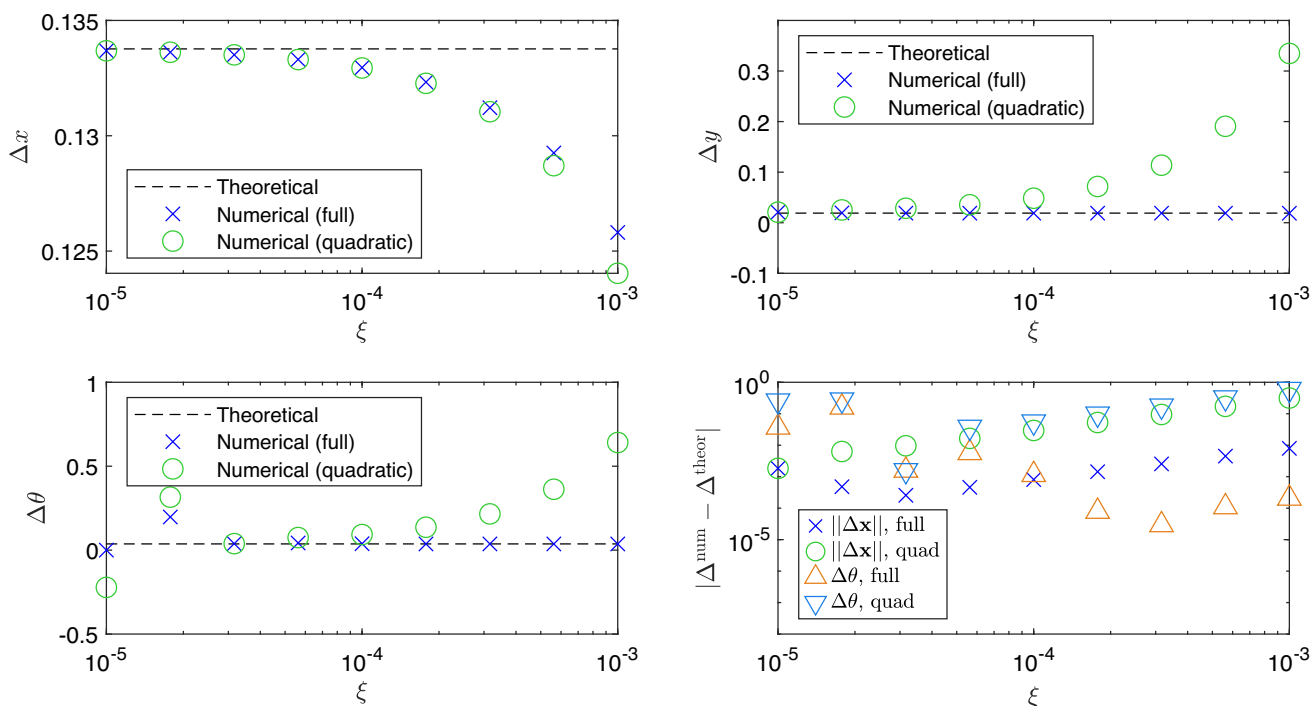 0.135
0.13
0.125
Δx
Theoretical
Numerical (full)
Numerical (quadratic)
10^-5
10^-4
10^-3
ξ
0.3
0.2
0.1
0
-0.1
Δy
Theoretical
Numerical (full)
Numerical (quadratic)
10^-5
10^-4
10^-3
ξ
1
0.5
0
-0.5
Δθ
Theoretical
Numerical (full)
Numerical (quadratic)
10^-5
10^-4
10^-3
ξ
10^0
10^-5
|Δ^num − Δ^theor|
||Δx||, full
||Δx||, quad
Δθ, full
Δθ, quad
10^-5
10^-4
10^-3
ξ